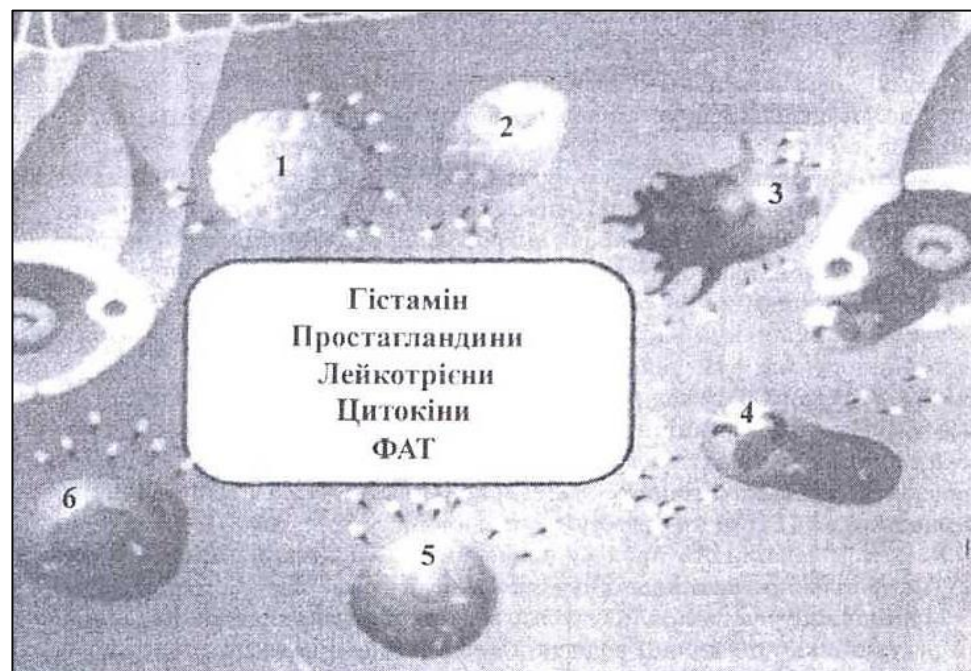 1
2
3
Гістамін
Простагландини
Лейкотрієни
Цитокіни
ФАТ
4
6
5